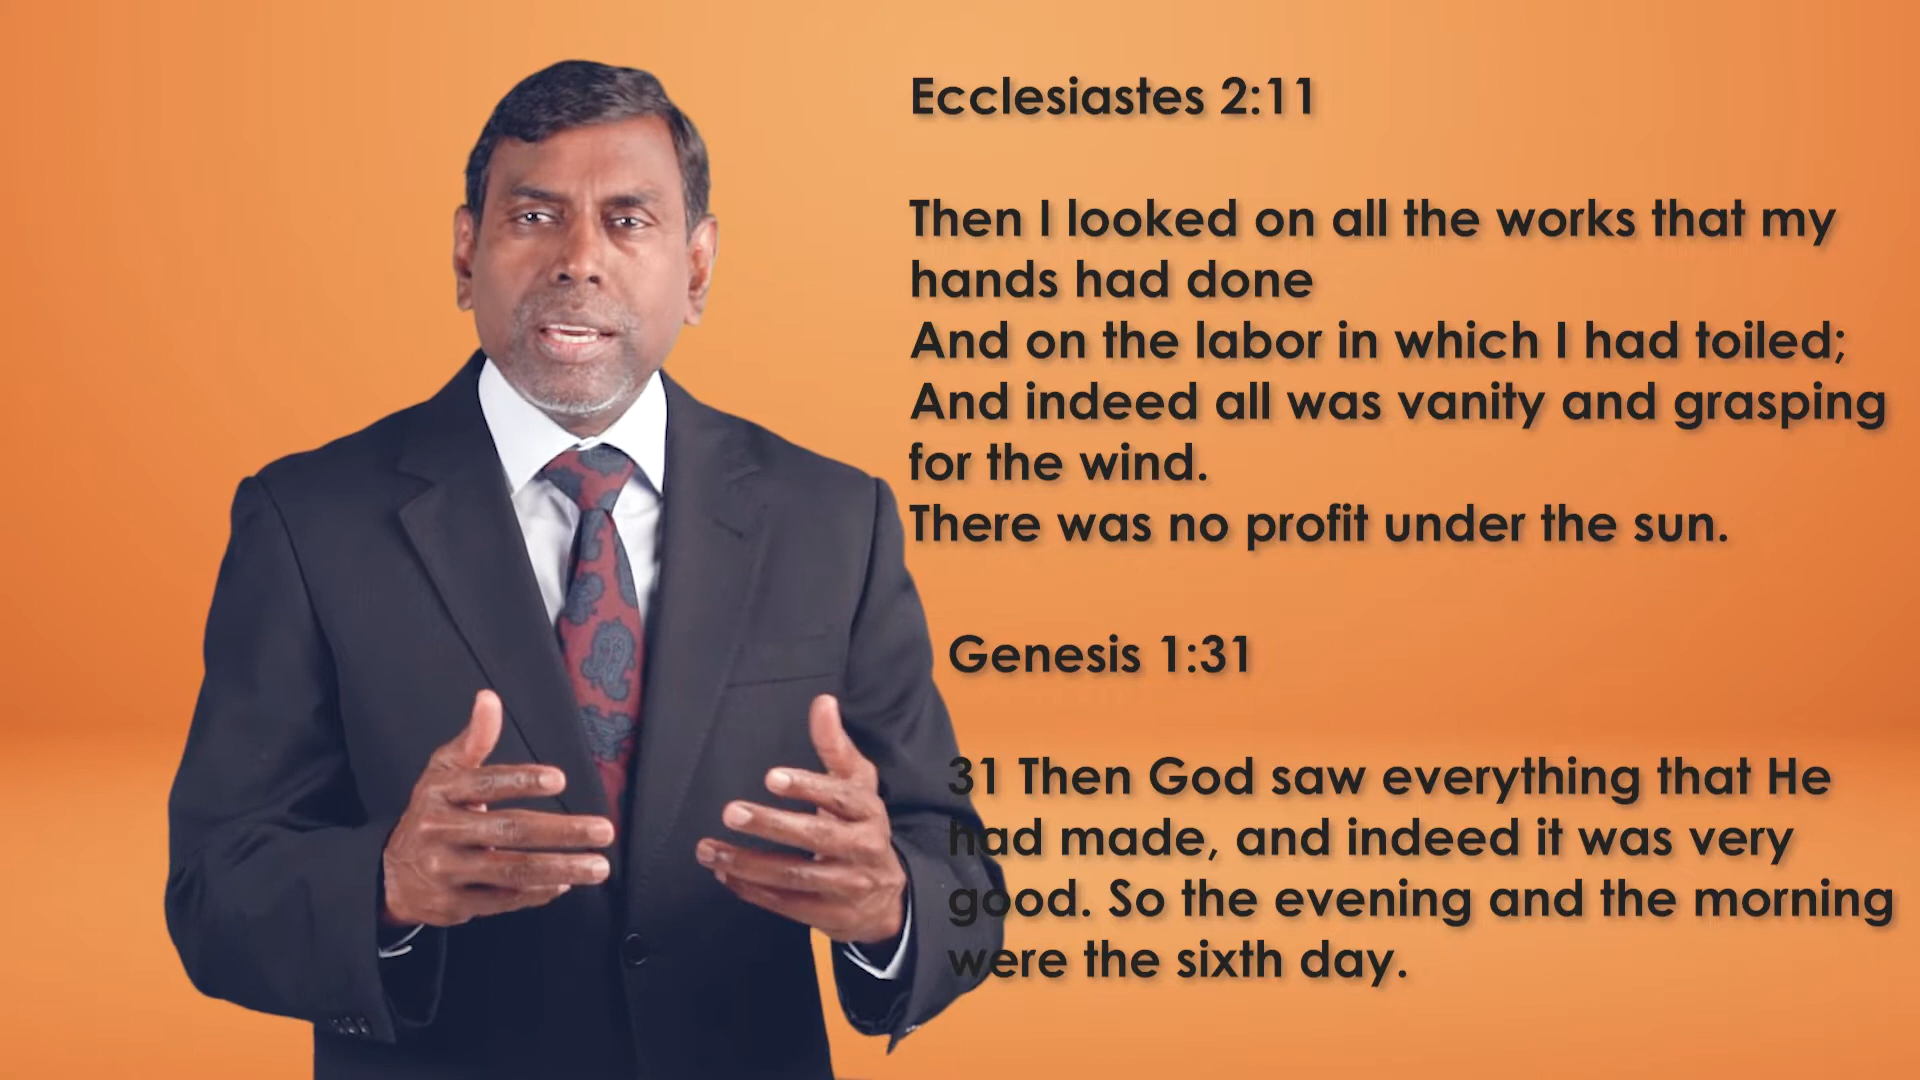 Ecclesiastes 2:11
Then I looked on all the works that my
hands had done
And on the labor in which I had toiled;
And indeed all was vanity and grasping
for the wind.
There was no profit under the sun.
Genesis 1:31
31 Then God saw everything that He
had made, and indeed it was very
good. So the evening and the morning
were the sixth day.